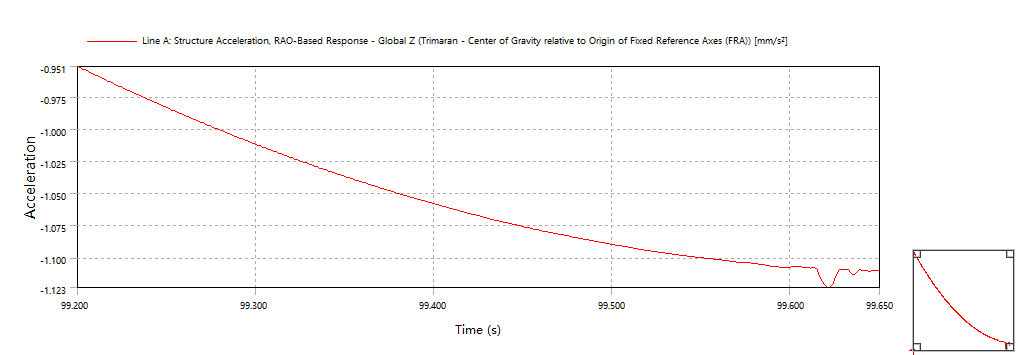 Line A: Structure Acceleration, RAO-Based Response - Global Z (Trimaran - Center of Gravity relative to Origin of Fixed Reference Axes (FRA)) [mm/s²]
-0.951
-0.975
-1.000
-1.025
-1.050
-1.075
-1.100
-1.123
Acceleration
99.200 99.300 99.400 99.500 99.600 99.650
Time (s)